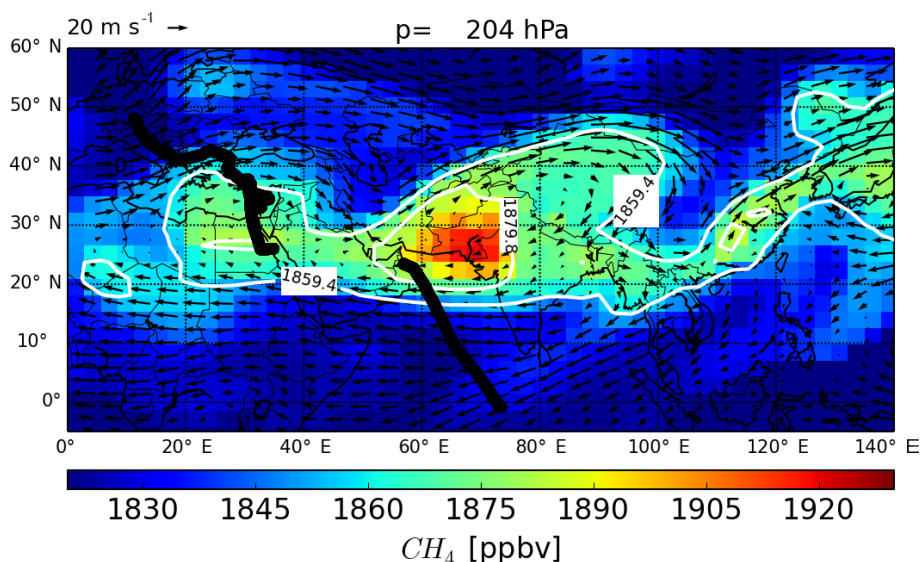 20 m s⁻¹
p= 204 hPa
60° N
50° N
40° N
30° N
20° N
10° N
0°
1859.4
1879.8
1859.4
0° 20° E 40° E 60° E 80° E 100° E 120° E 140° E
1830 1845 1860 1875 1890 1905 1920
CH₄ [ppbv]